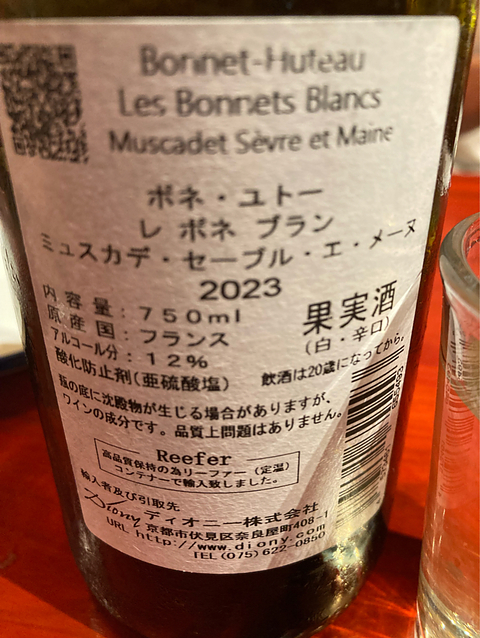 Bonnet-Huteau
Les Bonnets Blancs
Muscadet Sèvre et Maine
ボネ・ユトー
レ ボネ ブラン
ミュスカデ・セーブル・エ・メーヌ
2023
内容量：750ml
原産国：フランス
アルコール分：12%
酸化防止剤(亜硫酸塩)
果実酒
(白・辛口)
飲酒は20歳になってから。
瓶の底に沈殿物が生じる場合がありますが、
ワインの成分です。品質上問題はありません。
Reefer
高品質保持の為リーファー（定温）
コンテナーで輸入致しました。
輸入者及び引取先
Diony ディオニー株式会社
京都市伏見区奈良屋町408-1
URL http://www.diony.com
TEL(075)622-0850